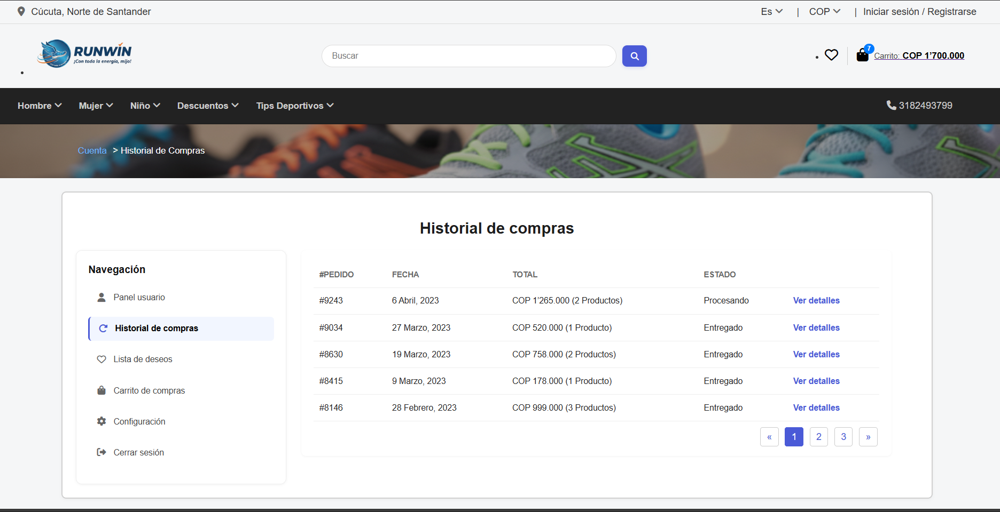 Cúcuta, Norte de Santander
Es | COP | Iniciar sesión / Registrarse
RUNWIN
¡Con toda la energía, mijo!
Buscar
7
Carrito: COP 1'700.000
Hombre Mujer Niño Descuentos Tips Deportivos 3182493799
Cuenta > Historial de Compras
Historial de compras
Navegación
Panel usuario
Historial de compras
Lista de deseos
Carrito de compras
Configuración
Cerrar sesión
#PEDIDO FECHA TOTAL ESTADO
#9243 6 Abril, 2023 COP 1'265.000 (2 Productos) Procesando Ver detalles
#9034 27 Marzo, 2023 COP 520.000 (1 Producto) Entregado Ver detalles
#8630 19 Marzo, 2023 COP 758.000 (2 Productos) Entregado Ver detalles
#8415 9 Marzo, 2023 COP 178.000 (1 Producto) Entregado Ver detalles
#8146 28 Febrero, 2023 COP 999.000 (3 Productos) Entregado Ver detalles
« 1 2 3 »